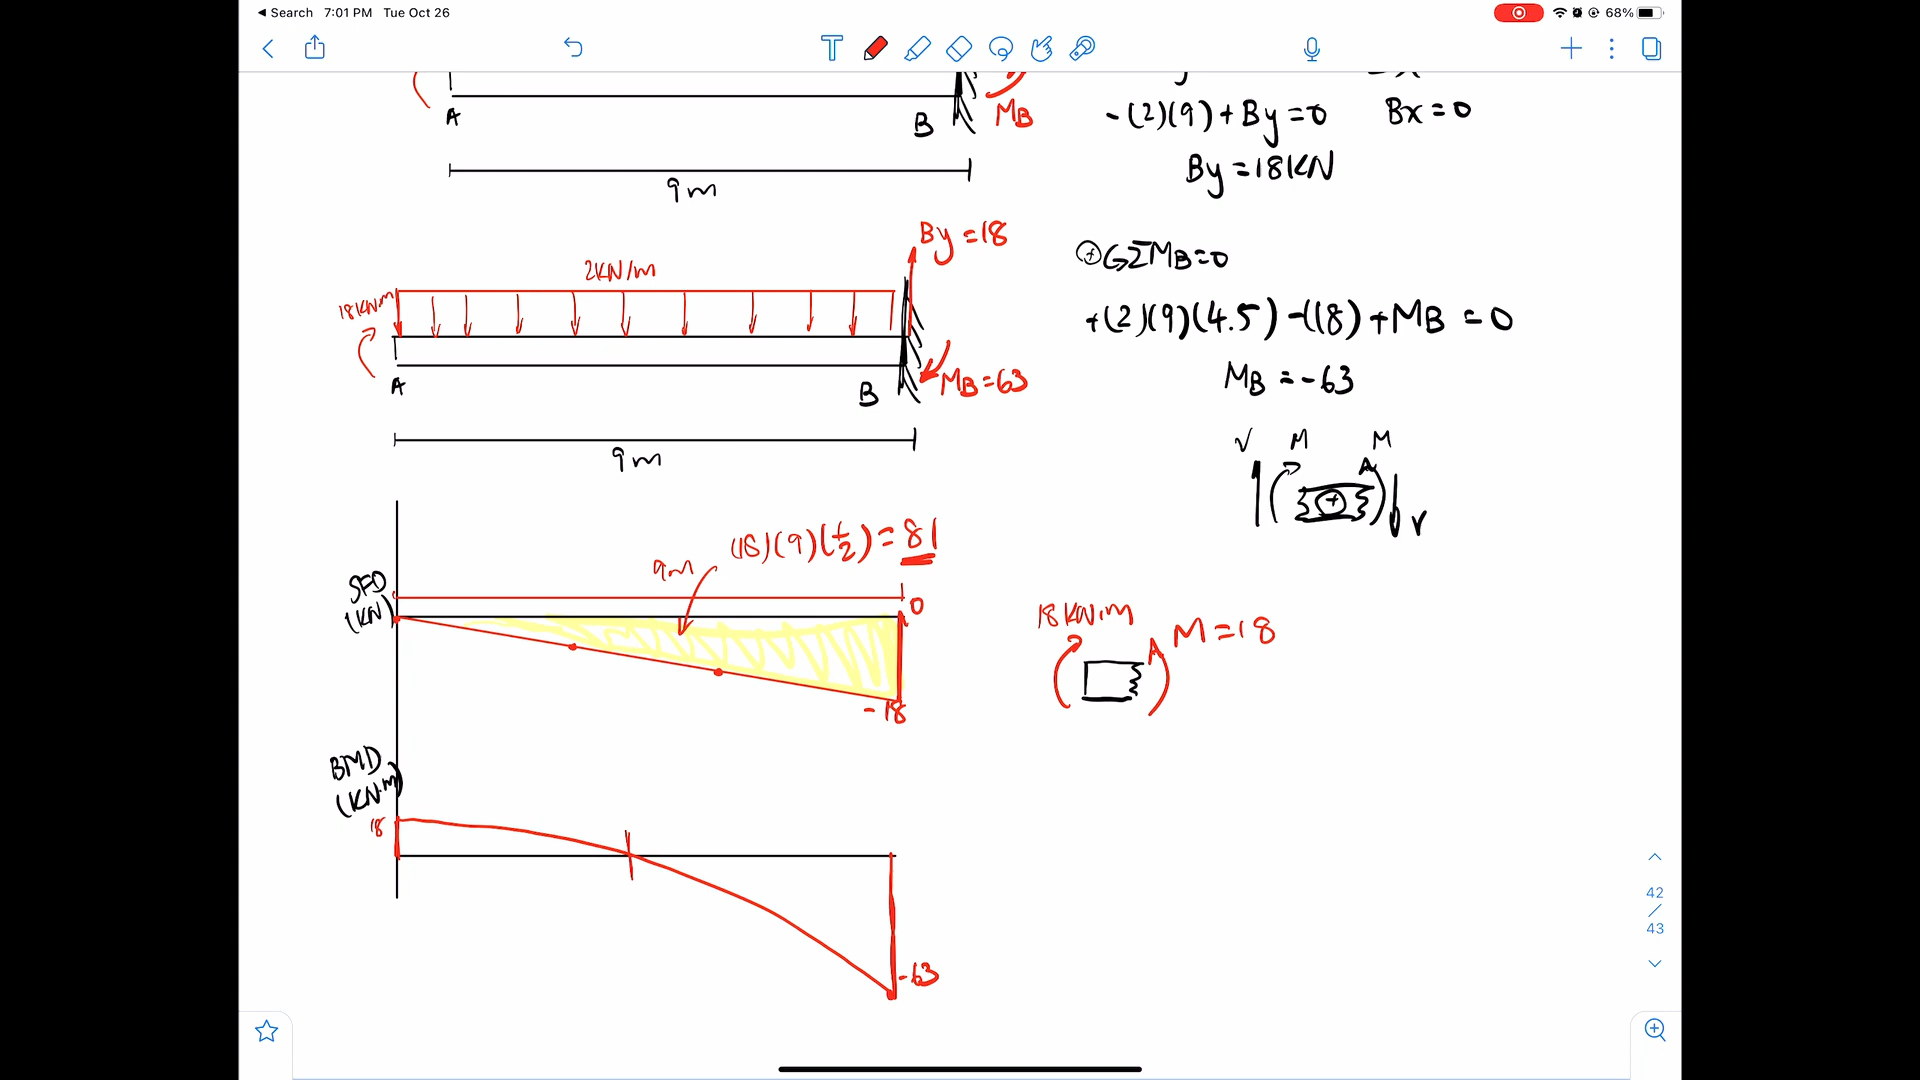 Search 7:01 PM Tue Oct 26
68%
A
B
MB
9m
-(2)(9)+By=0
Bx=0
By=18KN
By=18
2KN/m
18KN.m
A
B
MB=63
9m
+ΣMB=0
+(2)(9)(4.5)-(18)+MB=0
MB=-63
V M M
+
V
(18)(9)(1/2)=81
9m
SFD
(KN)
0
-18
18KN.m
M=18
BMD
(KN.m)
18
-63
42
/
43